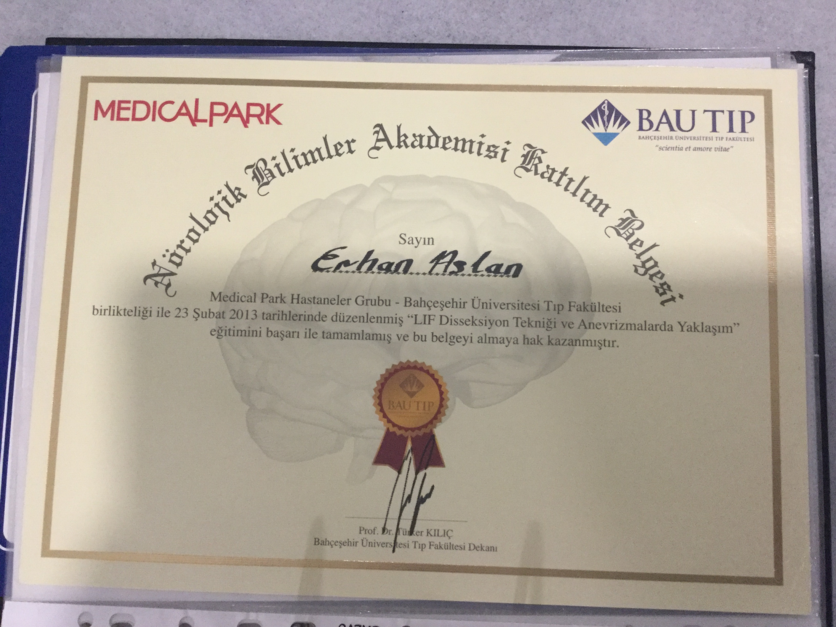 MEDICALPARK
BAU TIP
BAHÇEŞEHİR ÜNİVERSİTESİ TIP FAKÜLTESİ
"scientia et amore vitae"
Nörolojik Bilimler Akademisi Katılım Belgesi
Sayın
Erhan Aslan
Medical Park Hastaneler Grubu - Bahçeşehir Üniversitesi Tıp Fakültesi
birlikteliği ile 23 Şubat 2013 tarihlerinde düzenlenmiş "LIF Disseksiyon Tekniği ve Anevrizmalarda Yaklaşım"
eğitimini başarı ile tamamlamış ve bu belgeyi almaya hak kazanmıştır.
BAU TIP
Prof. Dr. Türker KILIÇ
Bahçeşehir Üniversitesi Tıp Fakültesi Dekanı